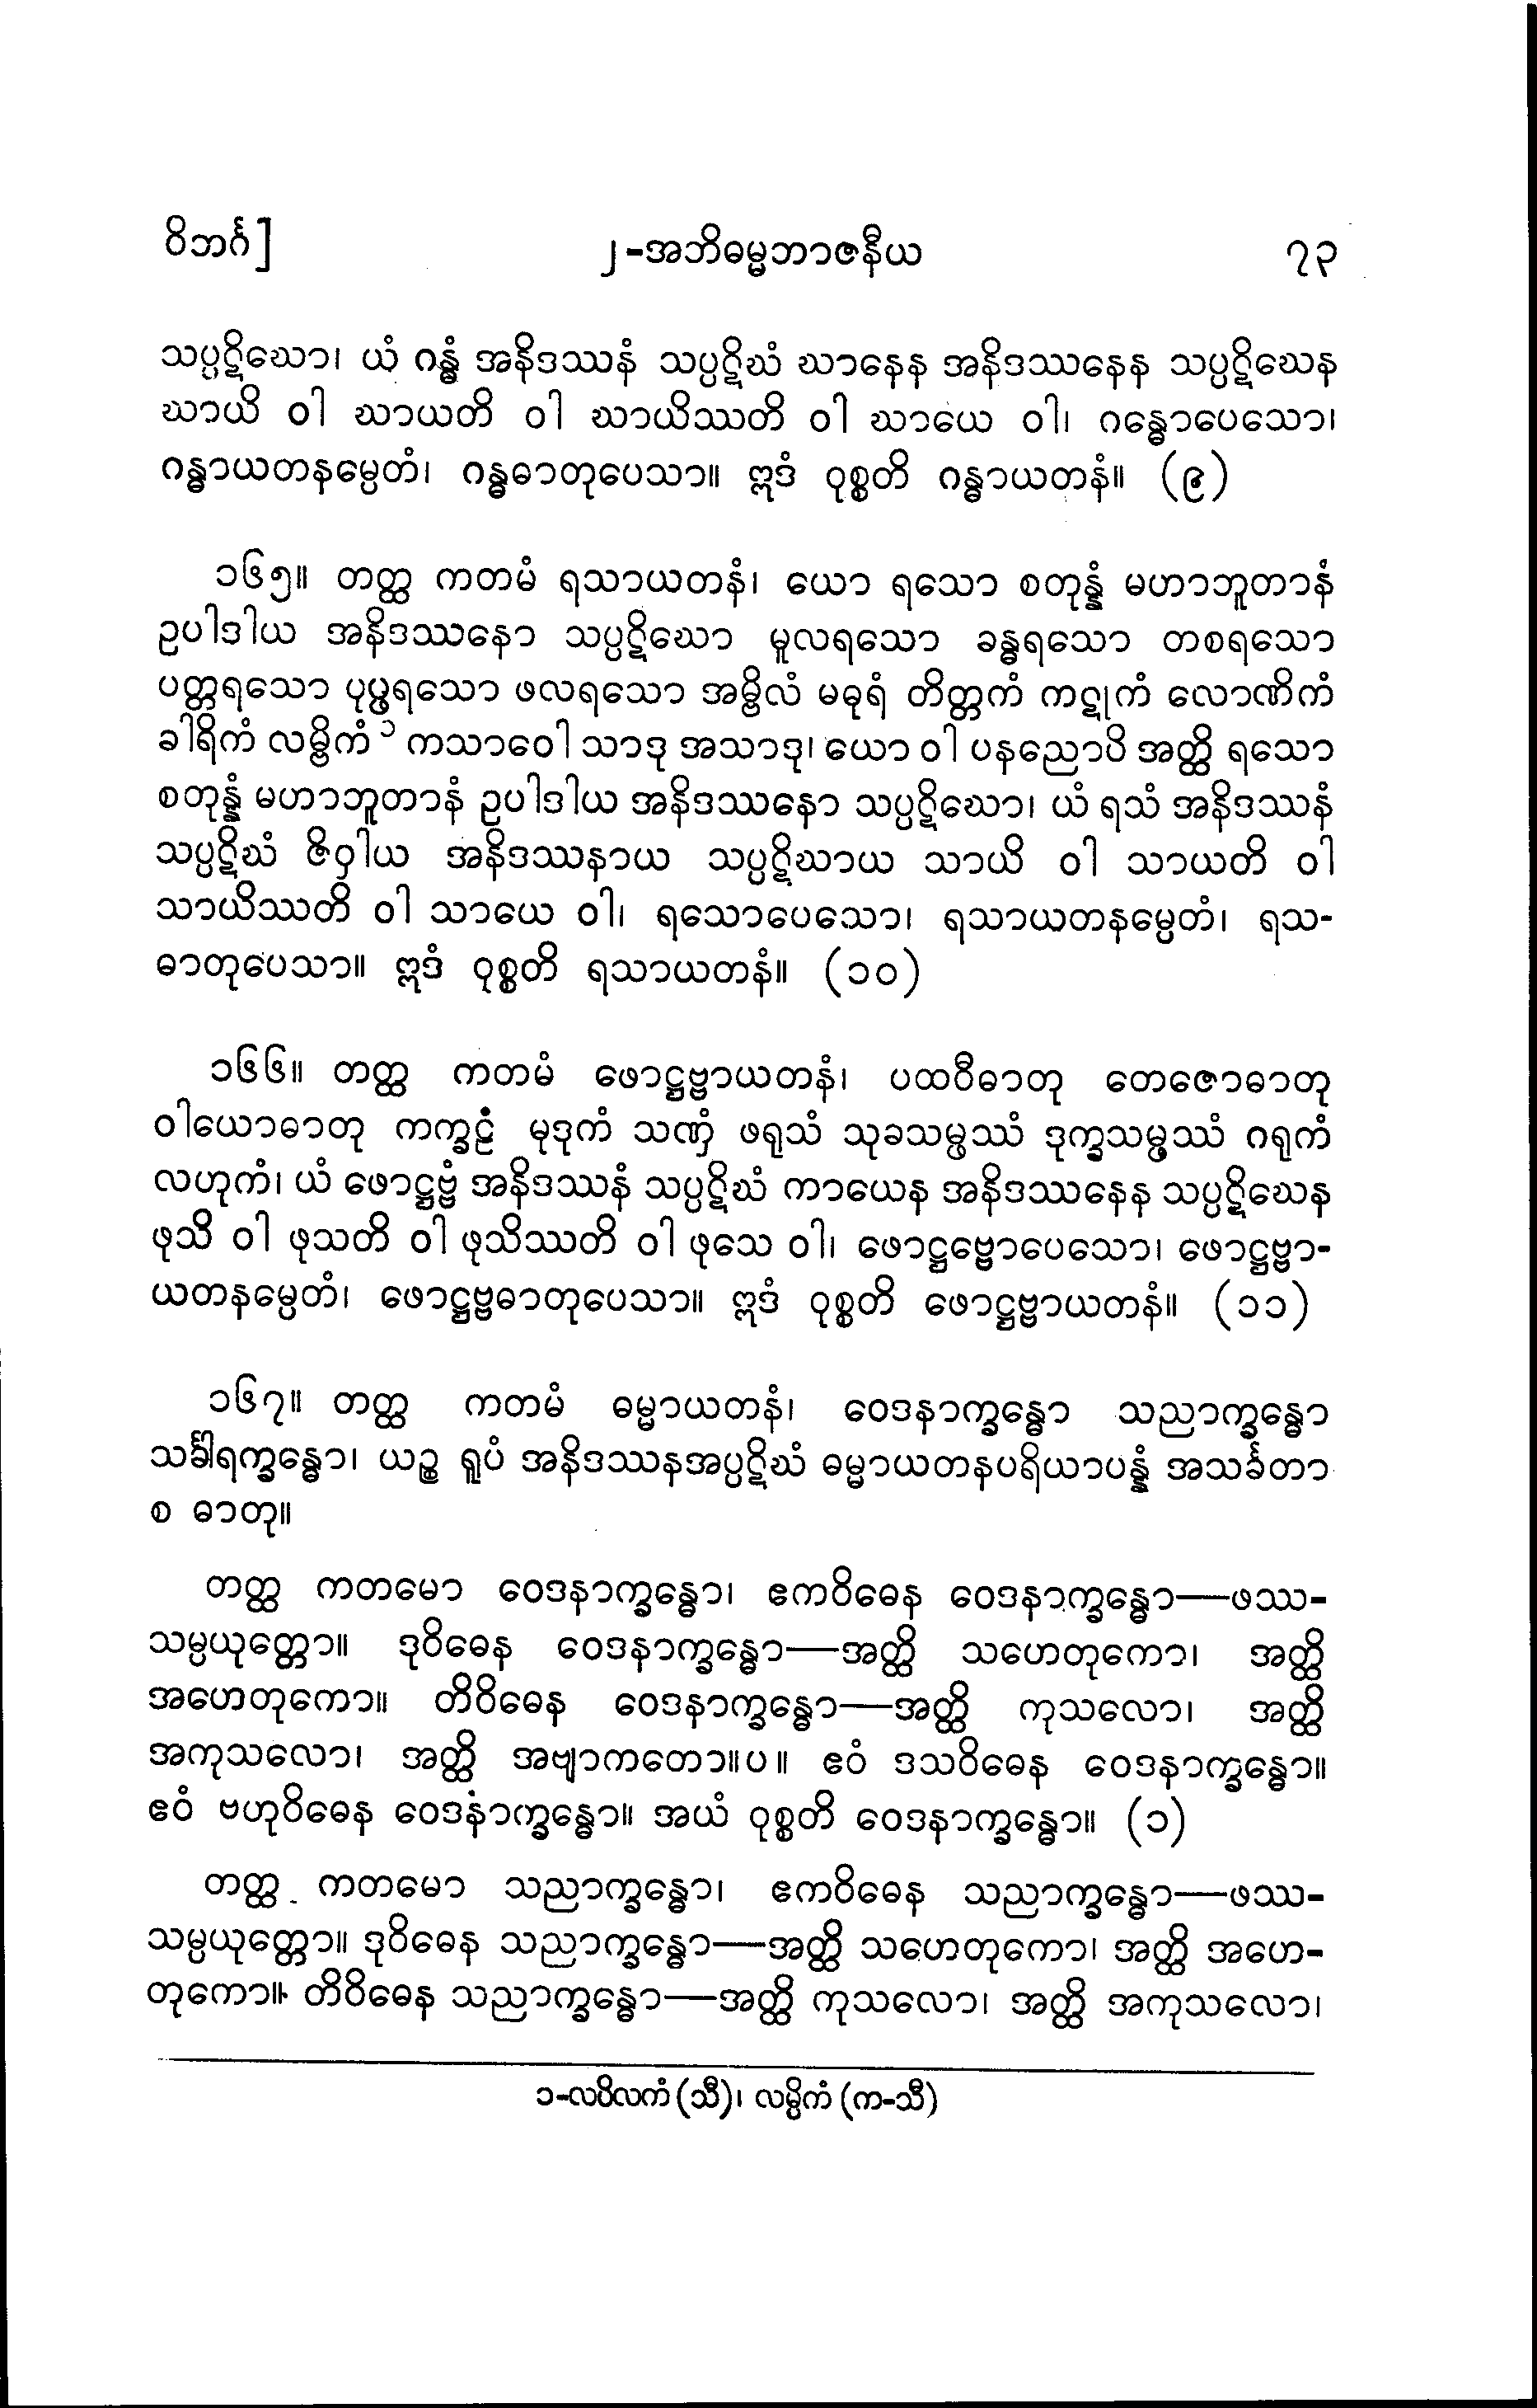 ဝိဘင်္ဂ]
၂-အဘိဓမ္မဘာဇနီယ
၇၃
သပ္ပဋိဃော၊ ယံ ဂန္ဓံ အနိဒဿနံ သပ္ပဋိဃံ ဃာနေန အနိဒဿနေန သပ္ပဋိဃေန
ဃာယိ ဝါ ဃာယတိ ဝါ ဃာယိဿတိ ဝါ ဃာယေ ဝါ၊ ဂန္ဓောပေသော၊
ဂန္ဓာယတနမ္ပေတံ၊ ဂန္ဓဓာတုပေသာ။ ဣဒံ ဝုစ္စတိ ဂန္ဓာယတနံ။ (၉)
၁၆၅။ တတ္ထ ကတမံ ရသာယတနံ၊ ယော ရသော စတုန္နံ မဟာဘူတာနံ
ဥပါဒါယ အနိဒဿနော သပ္ပဋိဃော မူလရသော ခန္ဓရသော တစရသော
ပတ္တရသော ပုပ္ဖရသော ဖလရသော အမ္ဗိလံ မဓုရံ တိတ္တကံ ကဋုကံ လောဏိကံ
ခါရိကံ လမ္ဗိကံ ၁ ကသာဝေါ သာဒု အသာဒု၊ ယော ဝါ ပနညောပိ အတ္ထိ ရသော
စတုန္နံ မဟာဘူတာနံ ဥပါဒါယ အနိဒဿနော သပ္ပဋိဃော၊ ယံ ရသံ အနိဒဿနံ
သပ္ပဋိဃံ ဇိဝှါယ အနိဒဿနာယ သပ္ပဋိဃာယ သာယိ ဝါ သာယတိ ဝါ
သာယိဿတိ ဝါ သာယေ ဝါ၊ ရသောပေသော၊ ရသာယတနမ္ပေတံ၊ ရသ-
ဓာတုပေသာ။ ဣဒံ ဝုစ္စတိ ရသာယတနံ။ (၁၀)
၁၆၆။ တတ္ထ ကတမံ ဖောဋ္ဌဗ္ဗာယတနံ၊ ပထဝီဓာတု တေဇောဓာတု
ဝါယောဓာတု ကက္ခဠံ မုဒုကံ သဏှံ ဖရုသံ သုခသမ္ဖဿံ ဒုက္ခသမ္ဖဿံ ဂရုကံ
လဟုကံ၊ ယံ ဖောဋ္ဌဗ္ဗံ အနိဒဿနံ သပ္ပဋိဃံ ကာယေန အနိဒဿနေန သပ္ပဋိဃေန
ဖုသိ ဝါ ဖုသတိ ဝါ ဖုသိဿတိ ဝါ ဖုသေ ဝါ၊ ဖောဋ္ဌဗ္ဗောပေသော၊ ဖောဋ္ဌဗ္ဗာ-
ယတနမ္ပေတံ၊ ဖောဋ္ဌဗ္ဗဓာတုပေသာ။ ဣဒံ ဝုစ္စတိ ဖောဋ္ဌဗ္ဗာယတနံ။ (၁၁)
၁၆၇။ တတ္ထ ကတမံ ဓမ္မာယတနံ၊ ဝေဒနာက္ခန္ဓော သညာက္ခန္ဓော
သင်္ခါရက္ခန္ဓော၊ ယဉ္စ ရူပံ အနိဒဿနအပ္ပဋိဃံ ဓမ္မာယတနပရိယာပန္နံ အသင်္ခတာ
စ ဓာတု။
တတ္ထ ကတမော ဝေဒနာက္ခန္ဓော၊ ဧကဝိဓေန ဝေဒနာက္ခန္ဓော—ဖဿ-
သမ္ပယုတ္တော။ ဒုဝိဓေန ဝေဒနာက္ခန္ဓော—အတ္ထိ သဟေတုကော၊ အတ္ထိ
အဟေတုကော။ တိဝိဓေန ဝေဒနာက္ခန္ဓော—အတ္ထိ ကုသလော၊ အတ္ထိ
အကုသလော၊ အတ္ထိ အဗျာကတော။ပ။ ဧဝံ ဒသဝိဓေန ဝေဒနာက္ခန္ဓော။
ဧဝံ ဗဟုဝိဓေန ဝေဒနာက္ခန္ဓော။ အယံ ဝုစ္စတိ ဝေဒနာက္ခန္ဓော။ (၁)
တတ္ထ ကတမော သညာက္ခန္ဓော၊ ဧကဝိဓေန သညာက္ခန္ဓော—ဖဿ-
သမ္ပယုတ္တော။ ဒုဝိဓေန သညာက္ခန္ဓော—အတ္ထိ သဟေတုကော၊ အတ္ထိ အဟေ-
တုကော။ တိဝိဓေန သညာက္ခန္ဓော—အတ္ထိ ကုသလော၊ အတ္ထိ အကုသလော၊
၁-လပိလကံ (သီ)၊ လမ္ပိကံ (က-သီ)